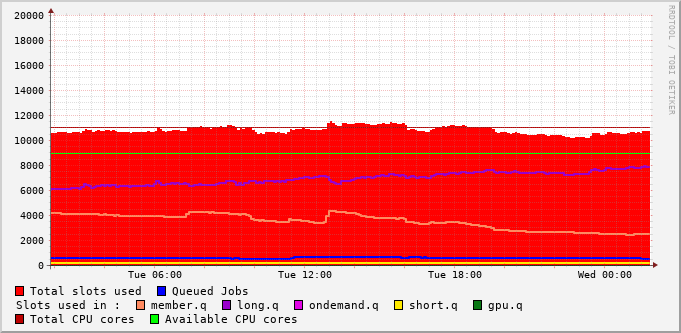 RRDTOOL / TOBI OETIKER
20000
18000
16000
14000
12000
10000
8000
6000
4000
2000
0
Tue 06:00 Tue 12:00 Tue 18:00 Wed 00:00
Total slots used Queued Jobs
Slots used in : member.q long.q ondemand.q short.q gpu.q
Total CPU cores Available CPU cores